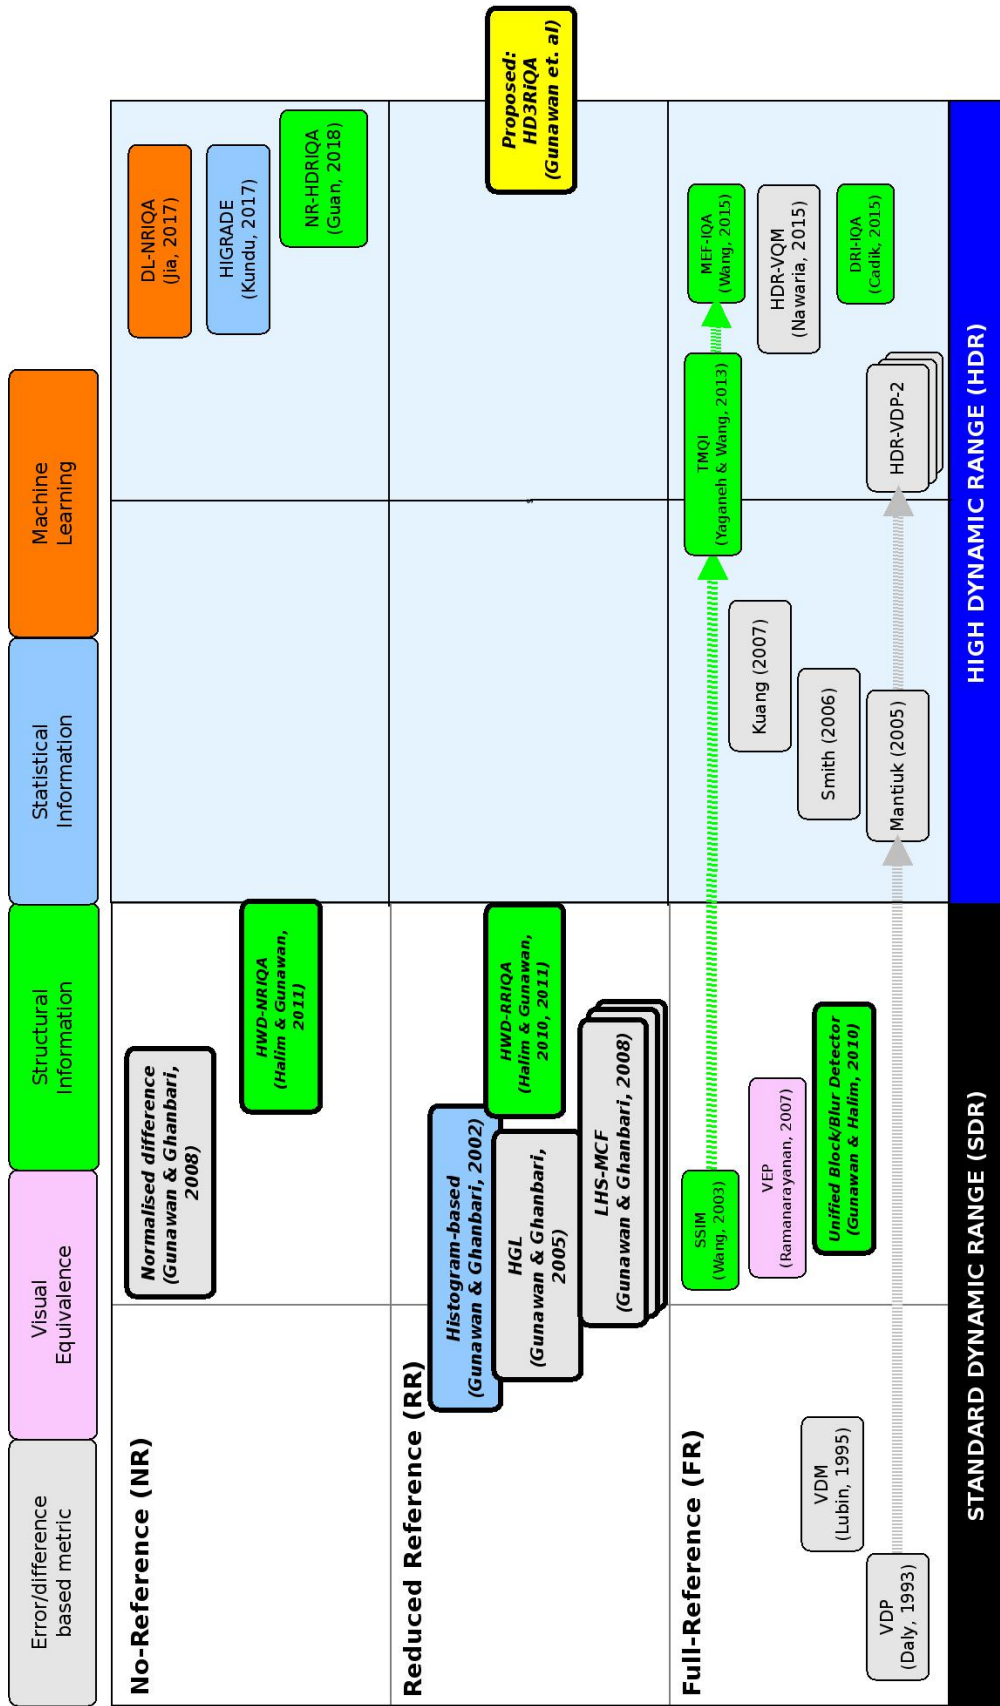 Error/difference
based metric
Visual
Equivalence
Structural
Information
Statistical
Information
Machine
Learning
No-Reference (NR)
Normalised difference
(Gunawan & Ghanbari,
2008)
HWD-NRIQA
(Halim & Gunawan,
2011)
DL-NRIQA
(Jia, 2017)
HIGRADE
(Kundu, 2017)
NR-HDRIQA
(Guan, 2018)
Reduced Reference (RR)
Histogram-based
(Gunawan & Ghanbari, 2002)
HGL
(Gunawan & Ghanbari,
2005)
LHS-MCF
(Gunawan & Ghanbari, 2008)
HWD-RRIQA
(Halim & Gunawan,
2010, 2011)
Proposed:
HD3RiQA
(Gunawan et. al)
Full-Reference (FR)
SSIM
(Wang, 2003)
TMQI
(Yaganeh & Wang, 2013)
MEF-IQA
(Wang, 2015)
VEP
(Ramanarayanan, 2007)
Kuang (2007)
HDR-VQM
(Nawaria, 2015)
VDM
(Lubin, 1995)
Unified Block/Blur Detector
(Gunawan & Halim, 2010)
Smith (2006)
DRI-IQA
(Cadik, 2015)
VDP
(Daly, 1993)
Mantiuk (2005)
HDR-VDP-2
STANDARD DYNAMIC RANGE (SDR)
HIGH DYNAMIC RANGE (HDR)